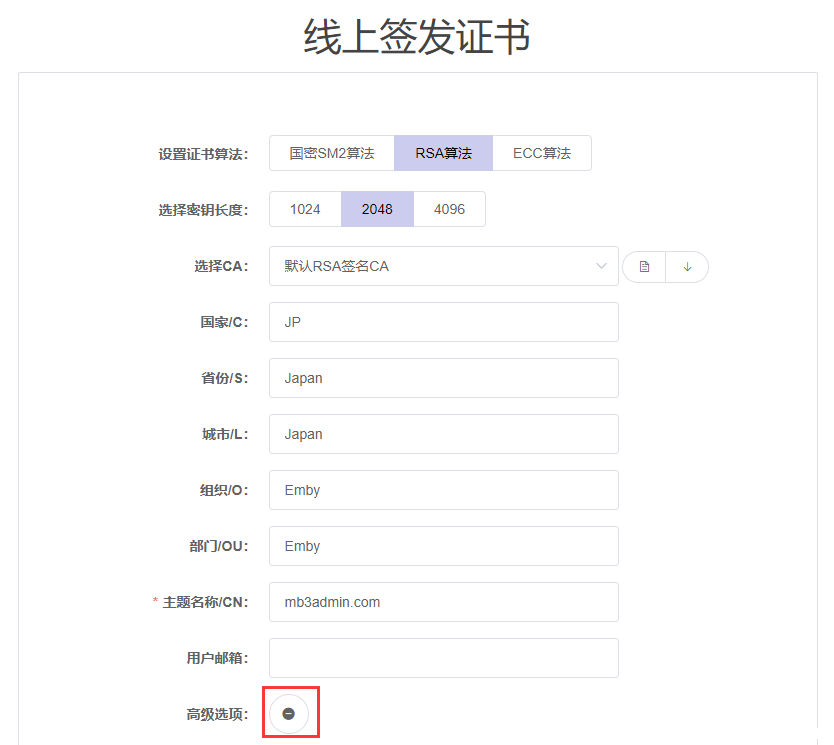 线上签发证书
设置证书算法： 国密SM2算法 RSA算法 ECC算法
选择密钥长度： 1024 2048 4096
选择CA： 默认RSA签名CA
国家/C： JP
省份/S： Japan
城市/L： Japan
组织/O： Emby
部门/OU： Emby
* 主题名称/CN： mb3admin.com
用户邮箱：
高级选项：